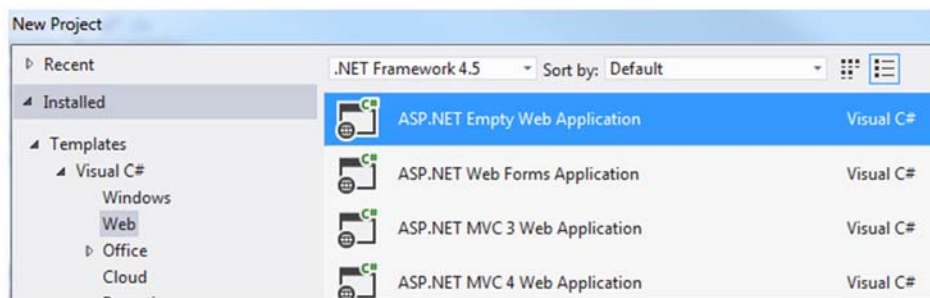 New Project
Recent
.NET Framework 4.5
Sort by: Default
Installed
Templates
Visual C#
Windows
Web
Office
Cloud
C#
ASP.NET Empty Web Application Visual C#
C#
ASP.NET Web Forms Application Visual C#
C#
ASP.NET MVC 3 Web Application Visual C#
C#
ASP.NET MVC 4 Web Application Visual C#